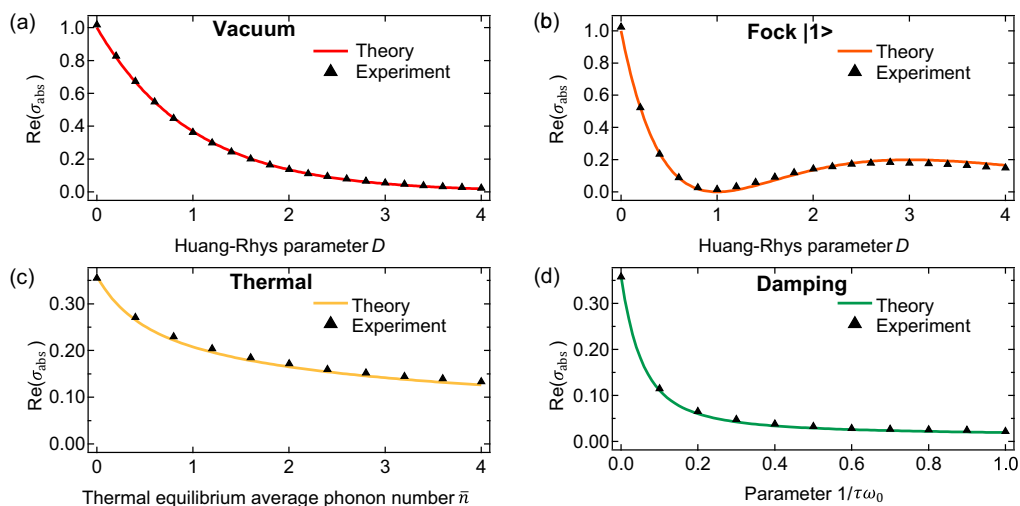 (a)
Vacuum
Theory
Experiment
Re(σabs)
1.0
0.8
0.6
0.4
0.2
0.0
0 1 2 3 4
Huang-Rhys parameter D
(b)
Fock |1>
Theory
Experiment
Re(σabs)
1.0
0.8
0.6
0.4
0.2
0.0
0 1 2 3 4
Huang-Rhys parameter D
(c)
Thermal
Theory
Experiment
Re(σabs)
0.30
0.20
0.10
0.00
0 1 2 3 4
Thermal equilibrium average phonon number n̄
(d)
Damping
Theory
Experiment
Re(σabs)
0.30
0.20
0.10
0.00
0.0 0.2 0.4 0.6 0.8 1.0
Parameter 1/τω₀